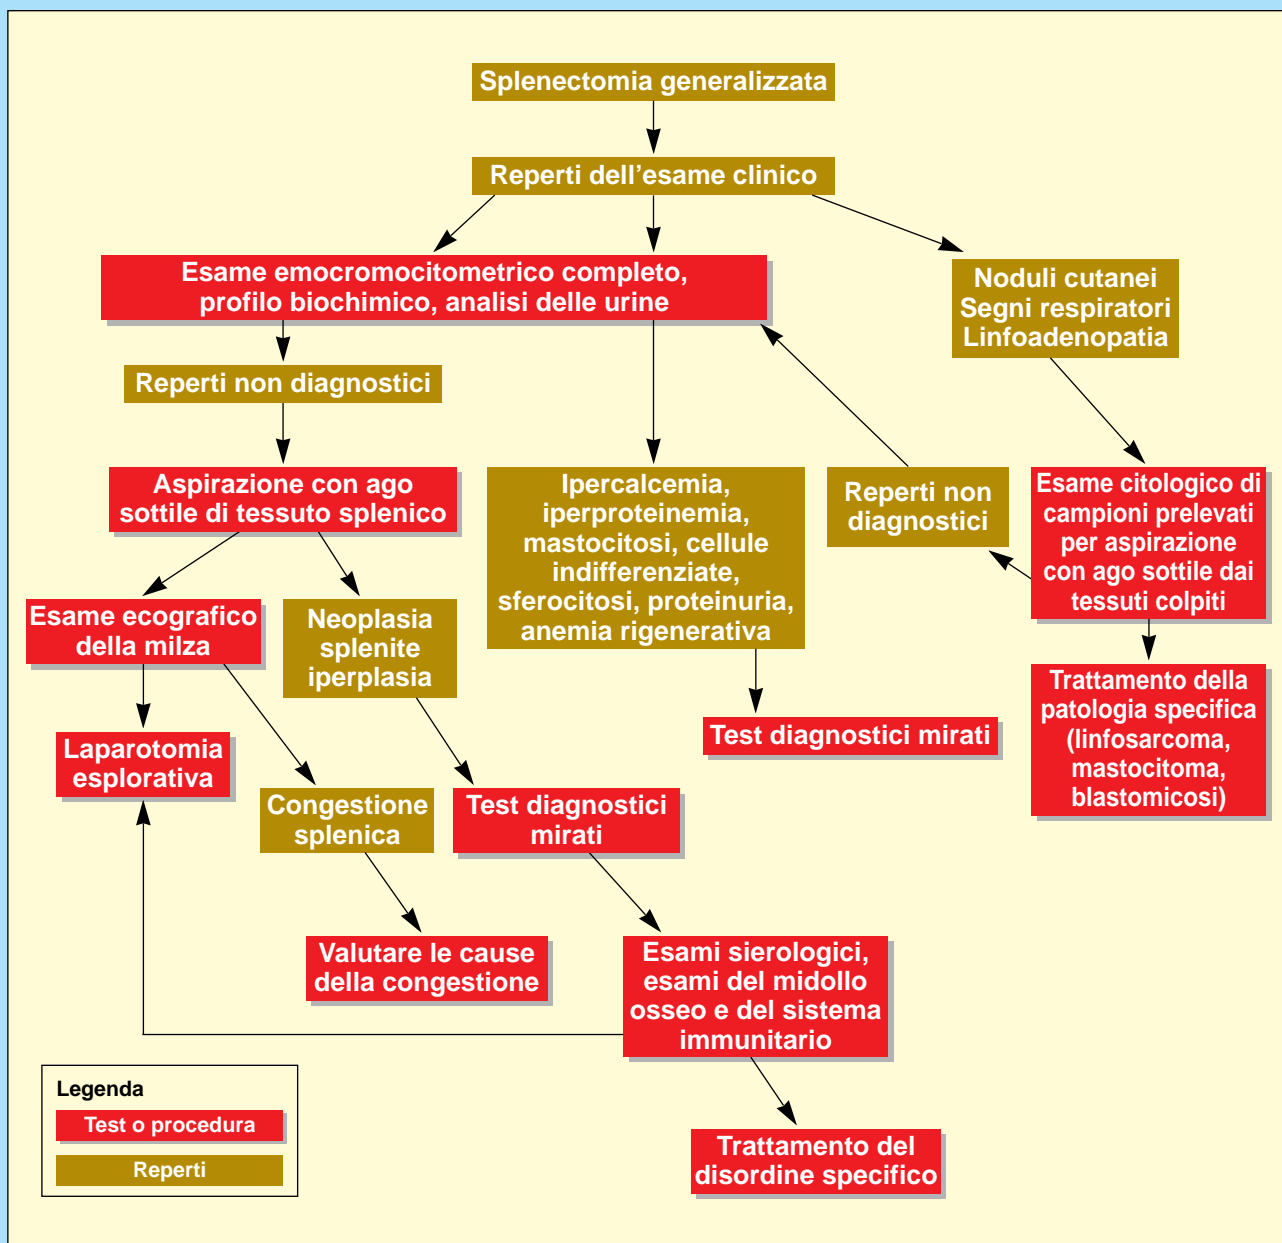 Splenectomia generalizzata
Reperti dell'esame clinico
Esame emocromocitometrico completo,
profilo biochimico, analisi delle urine
Noduli cutanei
Segni respiratori
Linfoadenopatia
Reperti non diagnostici
Aspirazione con ago
sottile di tessuto splenico
Ipercalcemia,
iperproteinemia,
mastocitosi, cellule
indifferenziate,
sferocitosi, proteinuria,
anemia rigenerativa
Reperti non
diagnostici
Esame citologico di
campioni prelevati
per aspirazione
con ago sottile dai
tessuti colpiti
Esame ecografico
della milza
Neoplasia
splenite
iperplasia
Trattamento della
patologia specifica
(linfosarcoma,
mastocitoma,
blastomicosi)
Laparotomia
esplorativa
Test diagnostici mirati
Congestione
splenica
Test diagnostici
mirati
Valutare le cause
della congestione
Esami sierologici,
esami del midollo
osseo e del sistema
immunitario
Legenda
Test o procedura
Reperti
Trattamento del
disordine specifico